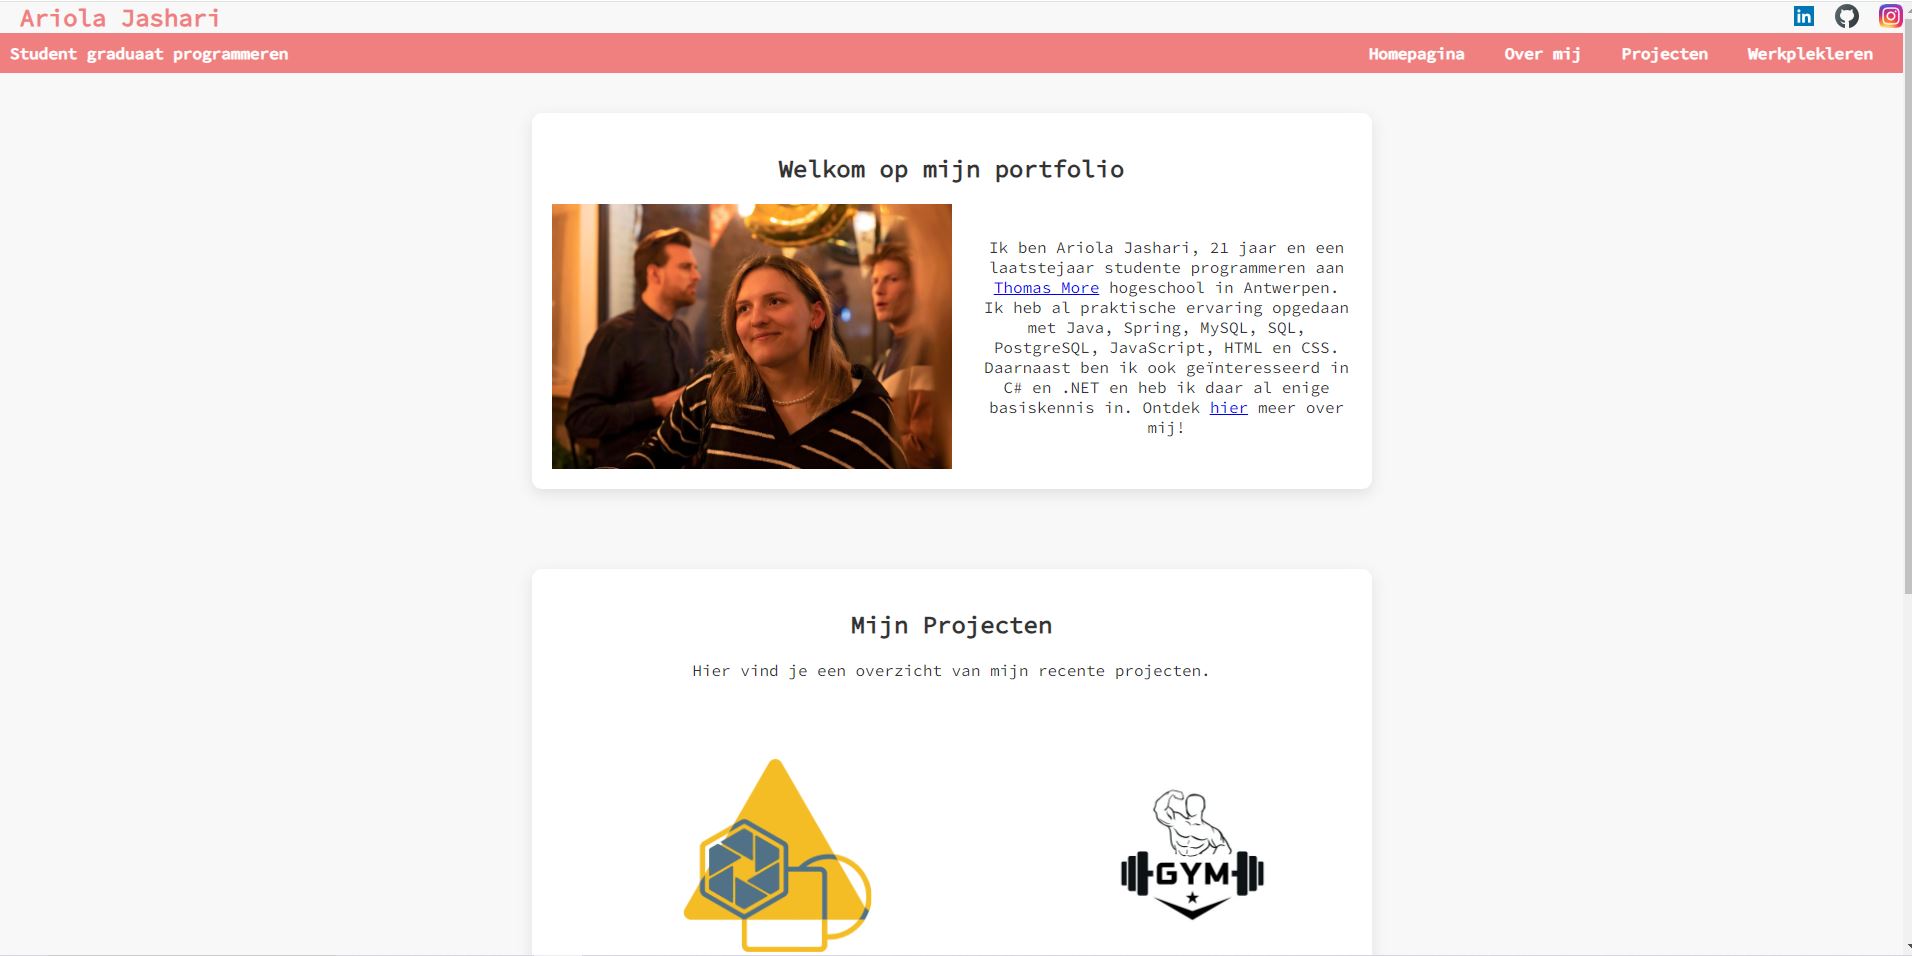 Ariola Jashari
Student graduaat programmeren
Homepagina Over mij Projecten Werkplekleren
Welkom op mijn portfolio
Ik ben Ariola Jashari, 21 jaar en een
laatstejaar studente programmeren aan
Thomas More hogeschool in Antwerpen.
Ik heb al praktische ervaring opgedaan
met Java, Spring, MySQL, SQL,
PostgreSQL, JavaScript, HTML en CSS.
Daarnaast ben ik ook geïnteresseerd in
C# en .NET en heb ik daar al enige
basiskennis in. Ontdek hier meer over
mij!
Mijn Projecten
Hier vind je een overzicht van mijn recente projecten.
GYM